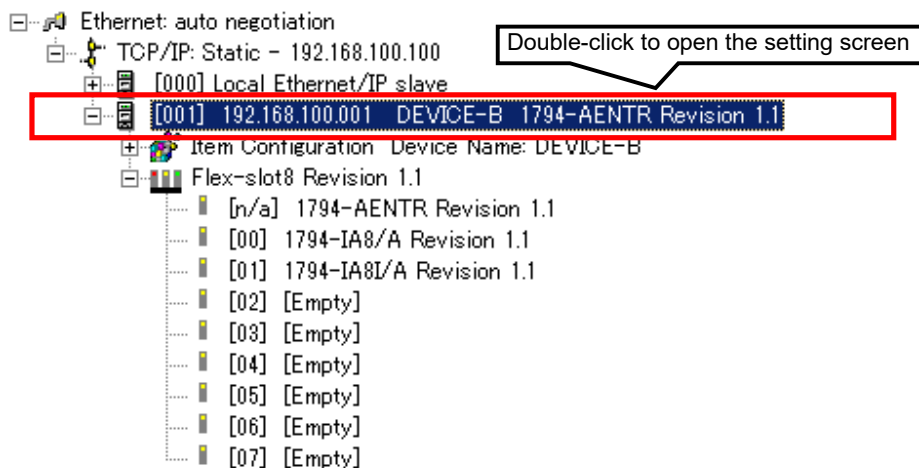 Ethernet: auto negotiation
TCP/IP: Static - 192.168.100.100
Double-click to open the setting screen
[000] Local Ethernet/IP slave
[001] 192.168.100.001 DEVICE-B 1794-AENTR Revision 1.1
Item Configuration Device Name: DEVICE-B
Flex-slot8 Revision 1.1
[n/a] 1794-AENTR Revision 1.1
[00] 1794-IA8/A Revision 1.1
[01] 1794-IA8I/A Revision 1.1
[02] [Empty]
[03] [Empty]
[04] [Empty]
[05] [Empty]
[06] [Empty]
[07] [Empty]